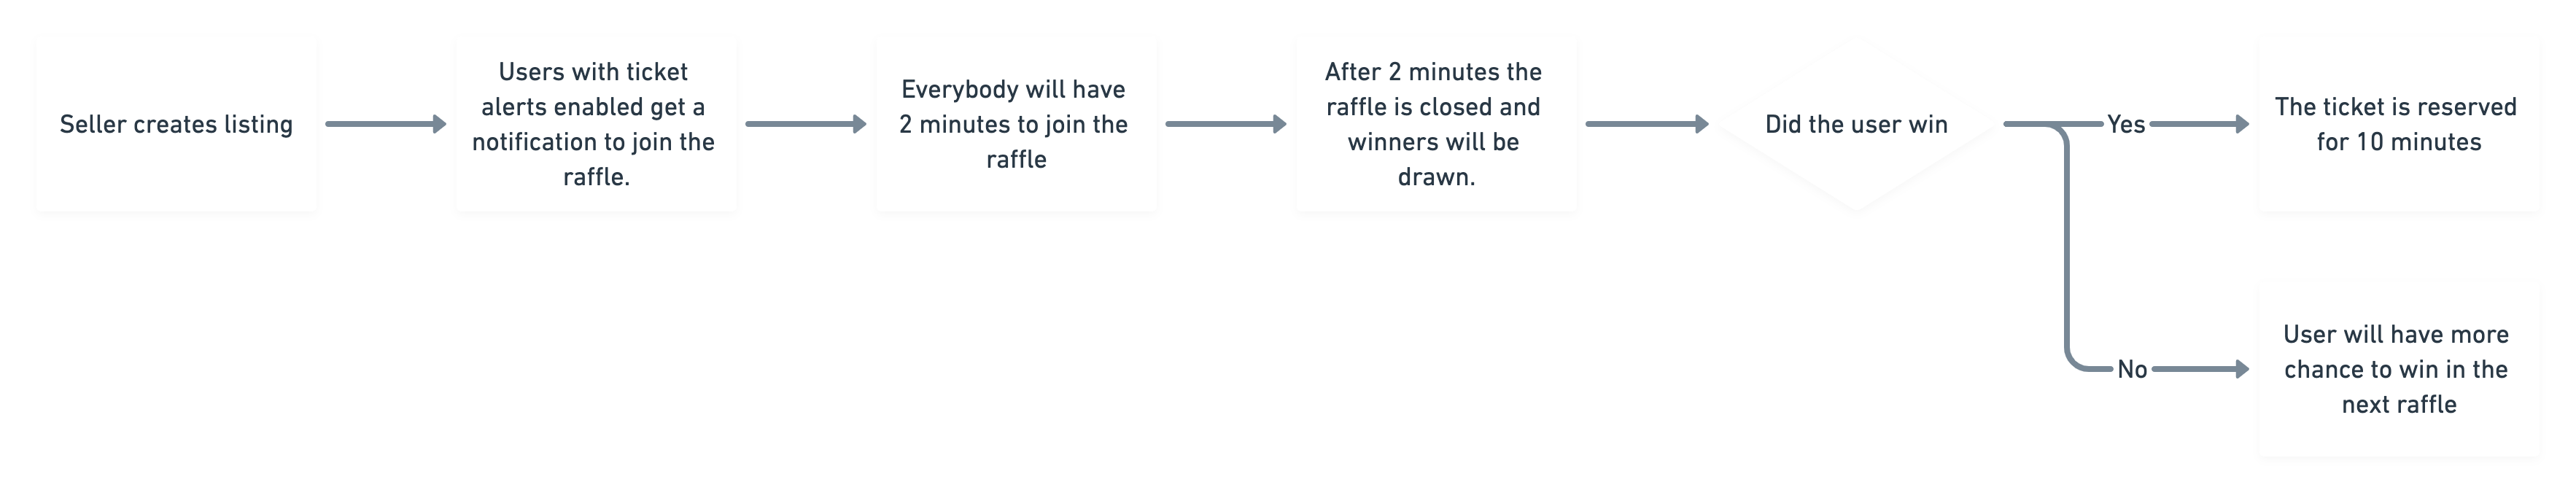 Seller creates listing
Users with ticket
alerts enabled get a
notification to join the
raffle.
Everybody will have
2 minutes to join the
raffle
After 2 minutes the
raffle is closed and
winners will be
drawn.
Did the user win
Yes
The ticket is reserved
for 10 minutes
No
User will have more
chance to win in the
next raffle